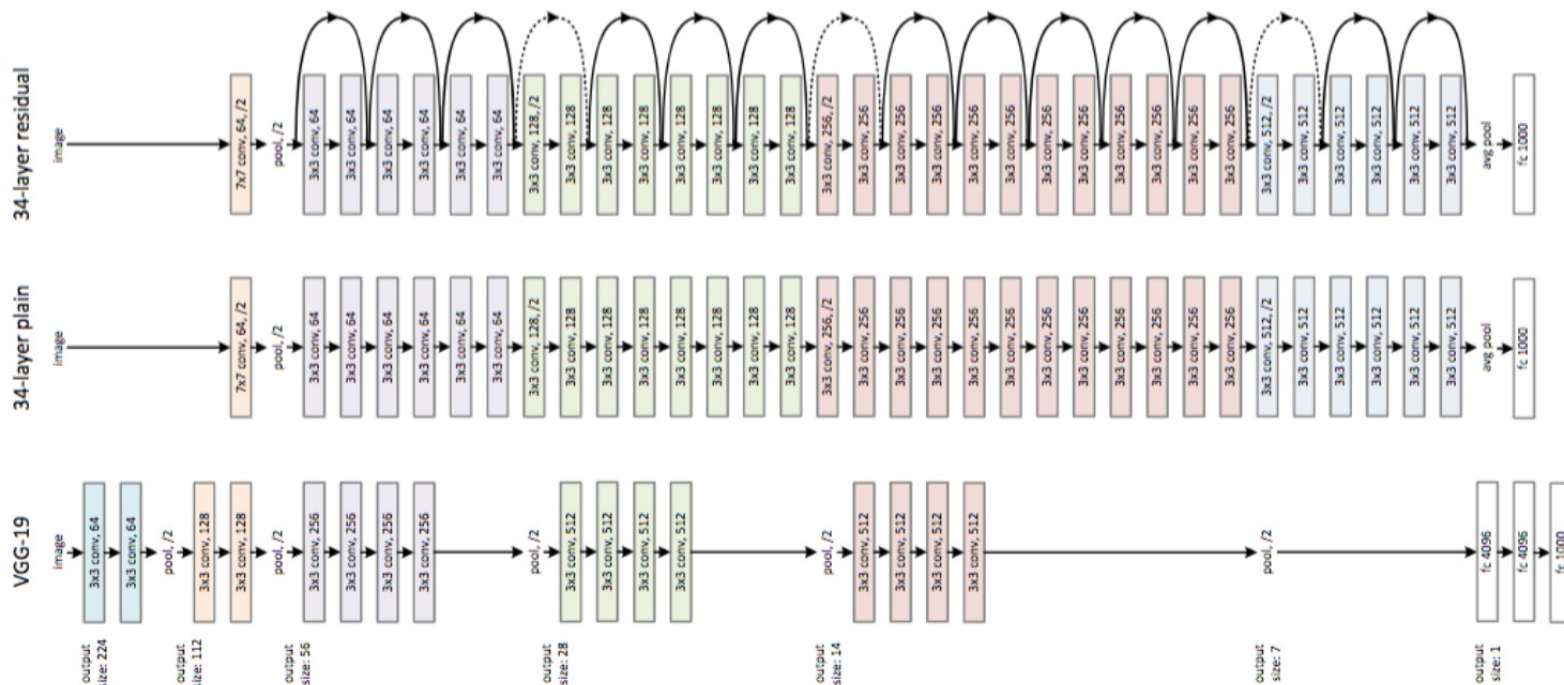 output
size: 224
output
size: 112
output
size: 56
output
size: 28
output
size: 14
output
size: 7
output
size: 1
VGG-19
image
3x3 conv, 64
3x3 conv, 64
pool, /2
3x3 conv, 128
3x3 conv, 128
pool, /2
3x3 conv, 256
3x3 conv, 256
3x3 conv, 256
3x3 conv, 256
pool, /2
3x3 conv, 512
3x3 conv, 512
3x3 conv, 512
3x3 conv, 512
pool, /2
3x3 conv, 512
3x3 conv, 512
3x3 conv, 512
3x3 conv, 512
pool, /2
fc 4096
fc 4096
fc 1000
34-layer plain
image
7x7 conv, 64, /2
pool, /2
3x3 conv, 64
3x3 conv, 64
3x3 conv, 64
3x3 conv, 64
3x3 conv, 64
3x3 conv, 64
3x3 conv, 128, /2
3x3 conv, 128
3x3 conv, 128
3x3 conv, 128
3x3 conv, 128
3x3 conv, 128
3x3 conv, 128
3x3 conv, 128
3x3 conv, 256, /2
3x3 conv, 256
3x3 conv, 256
3x3 conv, 256
3x3 conv, 256
3x3 conv, 256
3x3 conv, 256
3x3 conv, 256
3x3 conv, 256
3x3 conv, 256
3x3 conv, 256
3x3 conv, 256
3x3 conv, 512, /2
3x3 conv, 512
3x3 conv, 512
3x3 conv, 512
3x3 conv, 512
3x3 conv, 512
avg pool
fc 1000
34-layer residual
image
7x7 conv, 64, /2
pool, /2
3x3 conv, 64
3x3 conv, 64
3x3 conv, 64
3x3 conv, 64
3x3 conv, 64
3x3 conv, 64
3x3 conv, 128, /2
3x3 conv, 128
3x3 conv, 128
3x3 conv, 128
3x3 conv, 128
3x3 conv, 128
3x3 conv, 128
3x3 conv, 128
3x3 conv, 256, /2
3x3 conv, 256
3x3 conv, 256
3x3 conv, 256
3x3 conv, 256
3x3 conv, 256
3x3 conv, 256
3x3 conv, 256
3x3 conv, 256
3x3 conv, 256
3x3 conv, 256
3x3 conv, 256
3x3 conv, 512, /2
3x3 conv, 512
3x3 conv, 512
3x3 conv, 512
3x3 conv, 512
3x3 conv, 512
avg pool
fc 1000